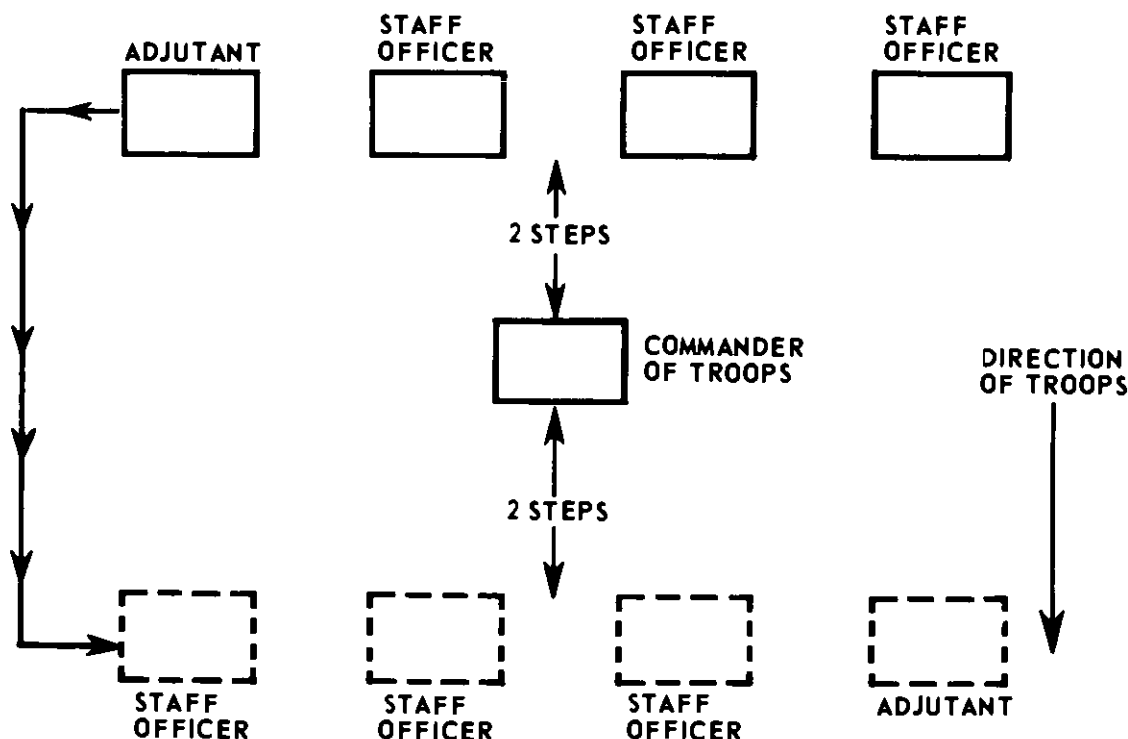 ADJUTANT
STAFF
OFFICER
STAFF
OFFICER
STAFF
OFFICER
2 STEPS
COMMANDER
OF TROOPS
DIRECTION
OF TROOPS
2 STEPS
STAFF
OFFICER
STAFF
OFFICER
STAFF
OFFICER
ADJUTANT